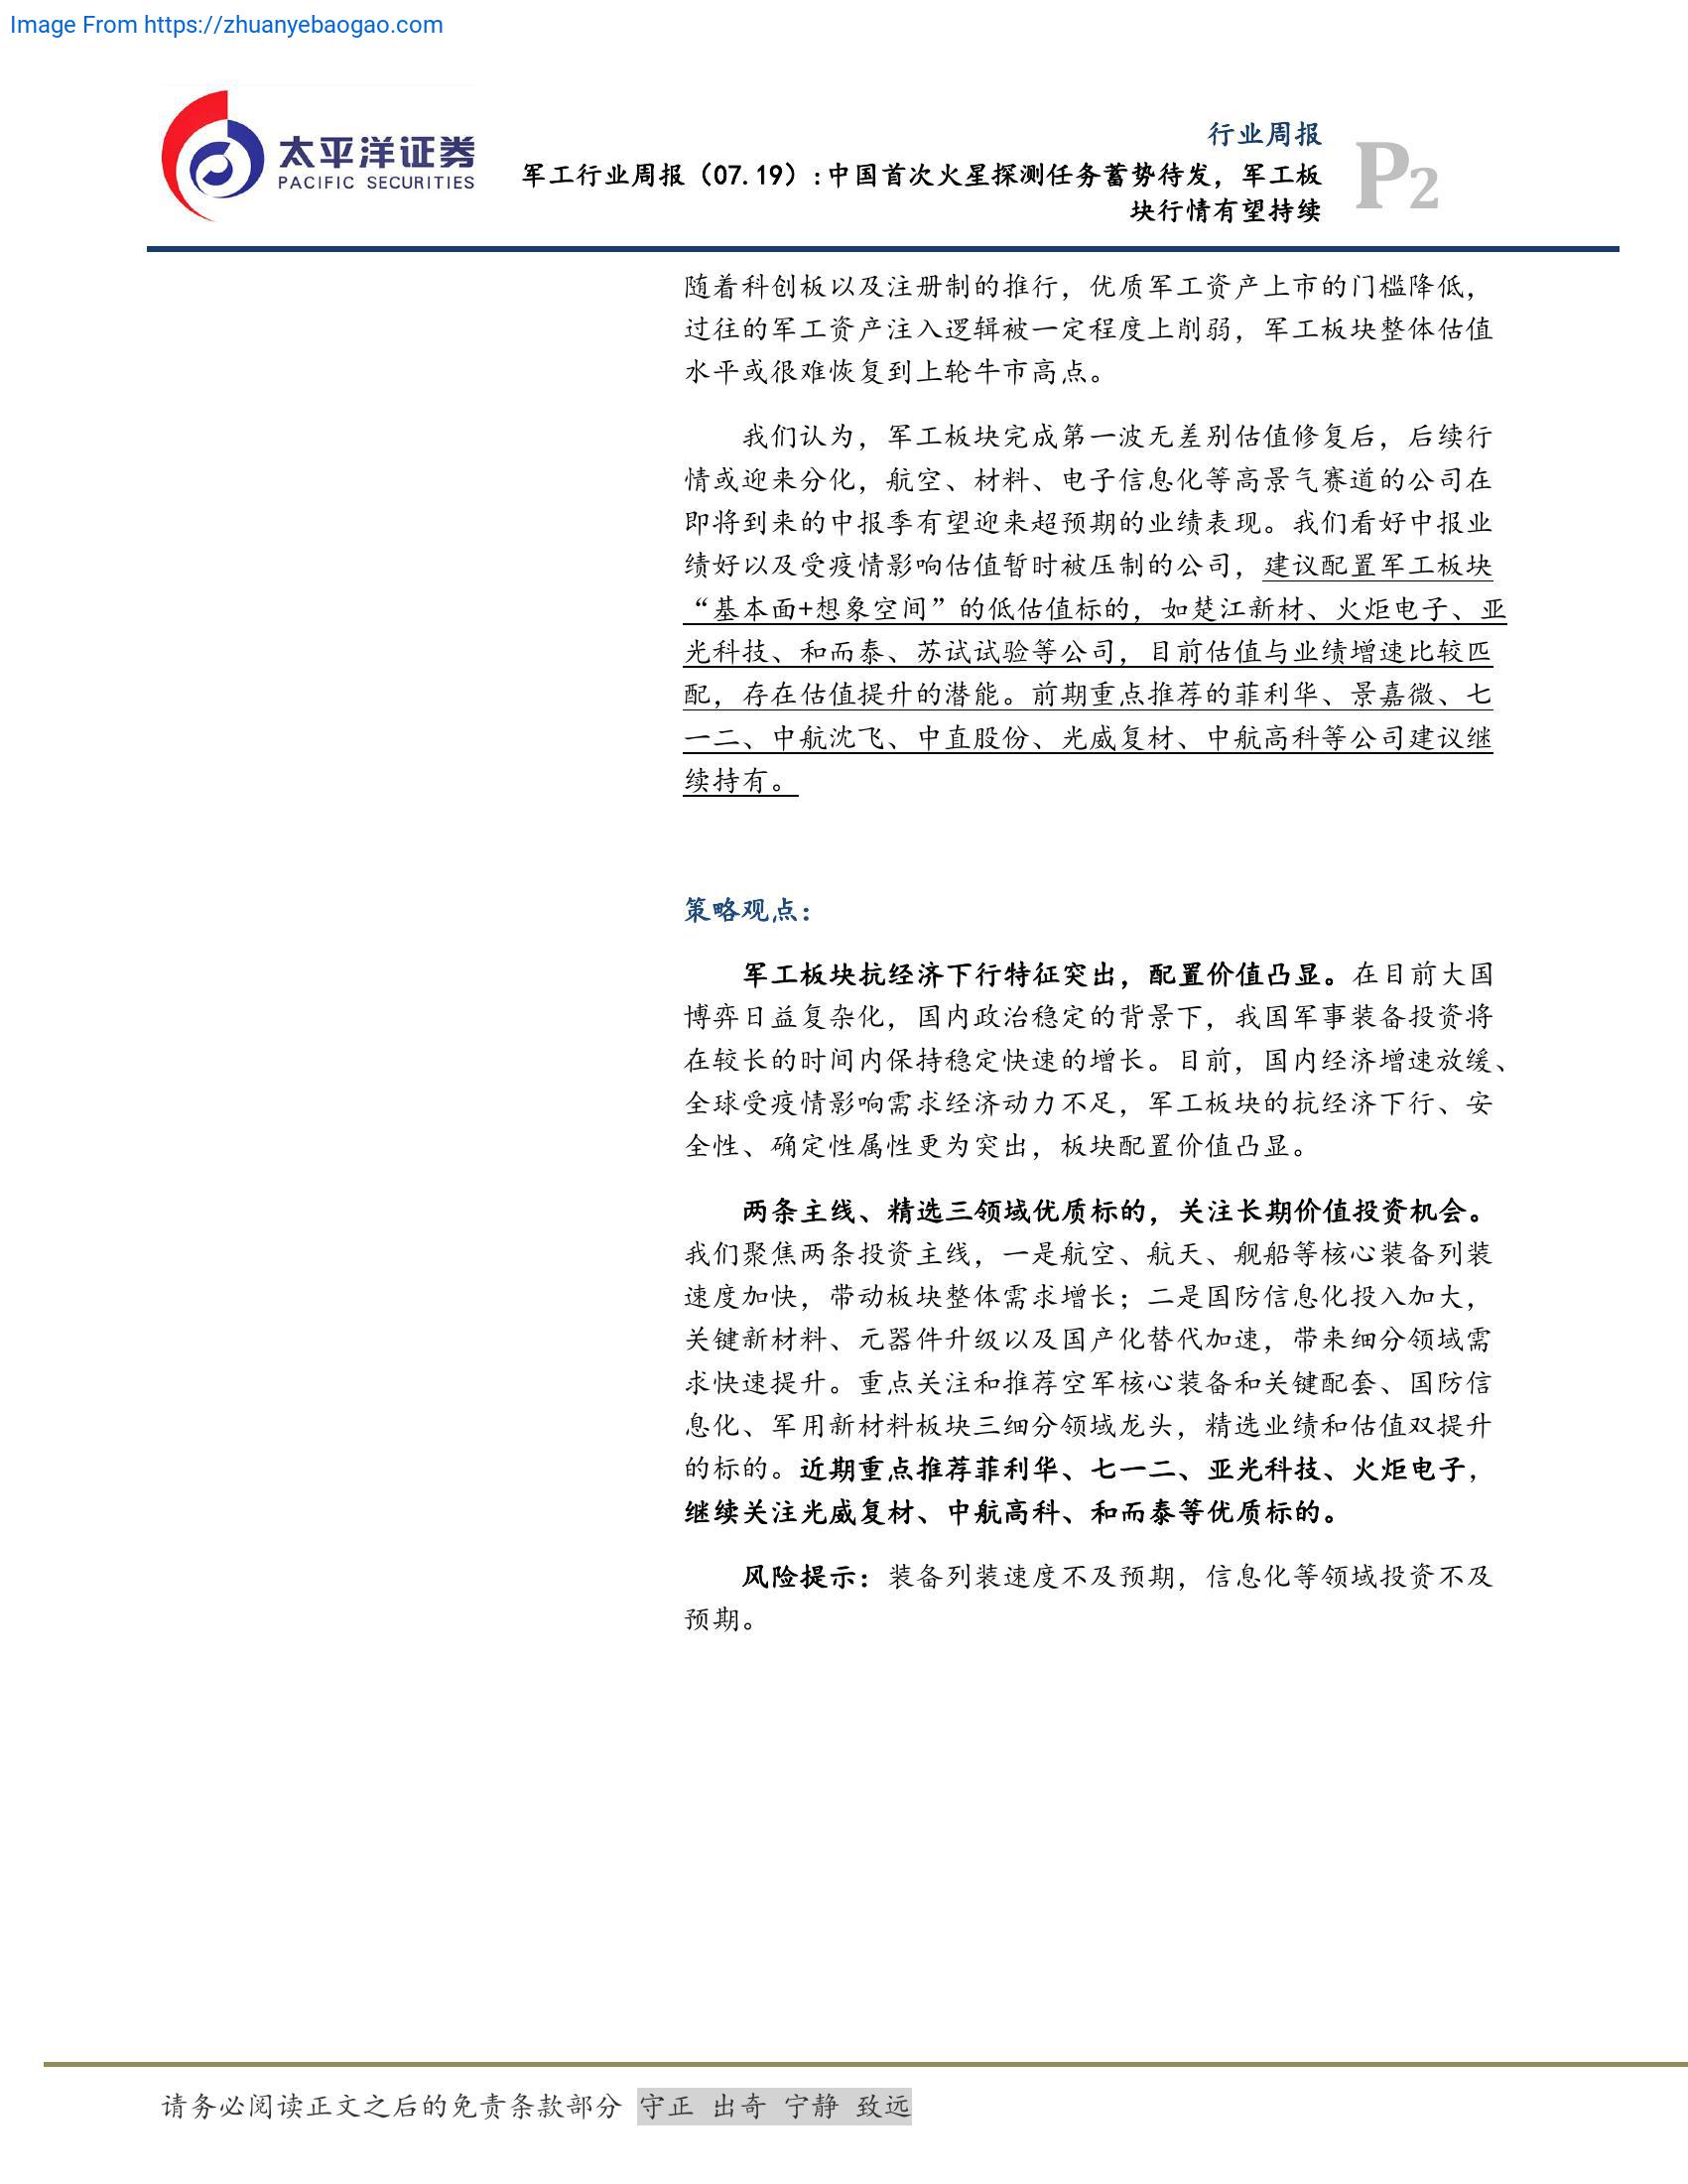 Image From https://zhuanyebaogao.com
太平洋证券
PACIFIC SECURITIES
行业周报
军工行业周报（07.19）:中国首次火星探测任务蓄势待发，军工板
块行情有望持续
P2
随着科创板以及注册制的推行，优质军工资产上市的门槛降低，
过往的军工资产注入逻辑被一定程度上削弱，军工板块整体估值
水平或很难恢复到上轮牛市高点。
我们认为，军工板块完成第一波无差别估值修复后，后续行
情或迎来分化，航空、材料、电子信息化等高景气赛道的公司在
即将到来的中报季有望迎来超预期的业绩表现。我们看好中报业
绩好以及受疫情影响估值暂时被压制的公司，建议配置军工板块
“基本面+想象空间”的低估值标的，如楚江新材、火炬电子、亚
光科技、和而泰、苏试试验等公司，目前估值与业绩增速比较匹
配，存在估值提升的潜能。前期重点推荐的菲利华、景嘉微、七
一二、中航沈飞、中直股份、光威复材、中航高科等公司建议继
续持有。
策略观点：
军工板块抗经济下行特征突出，配置价值凸显。在目前大国
博弈日益复杂化，国内政治稳定的背景下，我国军事装备投资将
在较长的时间内保持稳定快速的增长。目前，国内经济增速放缓、
全球受疫情影响需求经济动力不足，军工板块的抗经济下行、安
全性、确定性属性更为突出，板块配置价值凸显。
两条主线、精选三领域优质标的，关注长期价值投资机会。
我们聚焦两条投资主线，一是航空、航天、舰船等核心装备列装
速度加快，带动板块整体需求增长；二是国防信息化投入加大，
关键新材料、元器件升级以及国产化替代加速，带来细分领域需
求快速提升。重点关注和推荐空军核心装备和关键配套、国防信
息化、军用新材料板块三细分领域龙头，精选业绩和估值双提升
的标的。近期重点推荐菲利华、七一二、亚光科技、火炬电子，
继续关注光威复材、中航高科、和而泰等优质标的。
风险提示：装备列装速度不及预期，信息化等领域投资不及
预期。
请务必阅读正文之后的免责条款部分 守正 出奇 宁静 致远